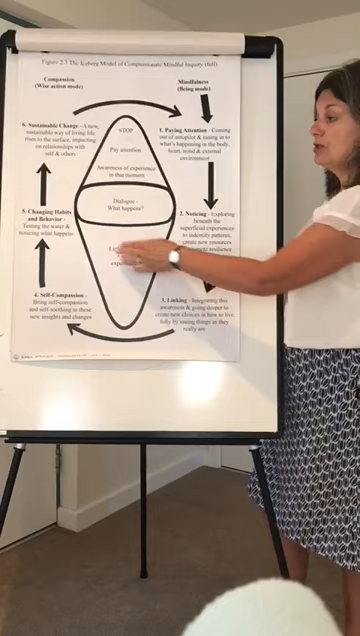 Figure 2.3 The Iceberg Model of Compassionate Mindful Inquiry (full)
Compassion
(Wise action mode)
Mindfulness
(Being mode)
6. Sustainable Change - A new,
sustainable way of living life
rises to the surface, impacting
on relationships with
self & others
STOP
Pay attention
Awareness of experience
in that moment
1. Paying Attention - Coming
out of autopilot & tuning in to
what's happening in the body,
heart, mind & external
environment
Dialogue -
What happens?
5. Changing Habits
and Behavior -
Testing the water &
noticing what happens
2. Noticing - Exploring
beneath the
superficial experiences
to indentify patterns,
create new resources
resilience
4. Self-Compassion -
Bring self-compassion
and self-soothing to these
new insights and changes
3. Linking - Integrating this
awareness & going deeper to
create new choices in how to live
fully by seeing things as they
really are